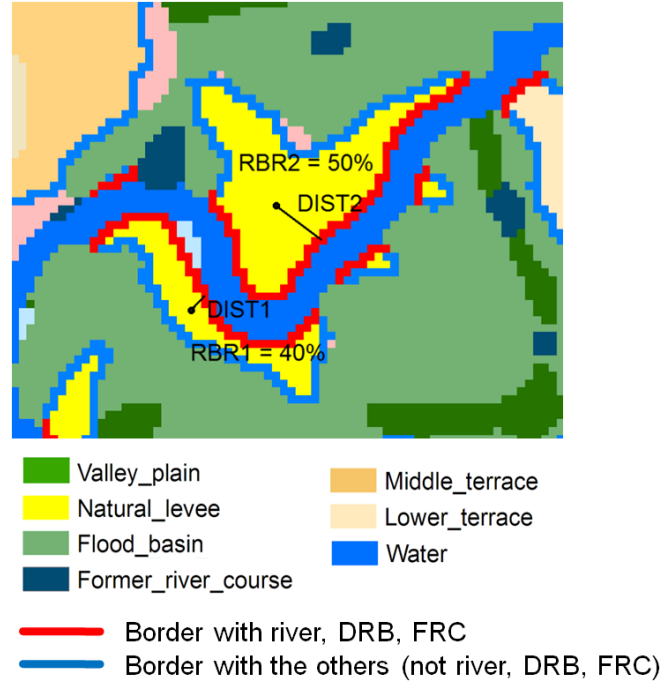 RBR2 = 50%
DIST2
DIST1
RBR1 = 40%
Valley_plain
Natural_levee
Flood_basin
Former_river_course
Middle_terrace
Lower_terrace
Water
Border with river, DRB, FRC
Border with the others (not river, DRB, FRC)